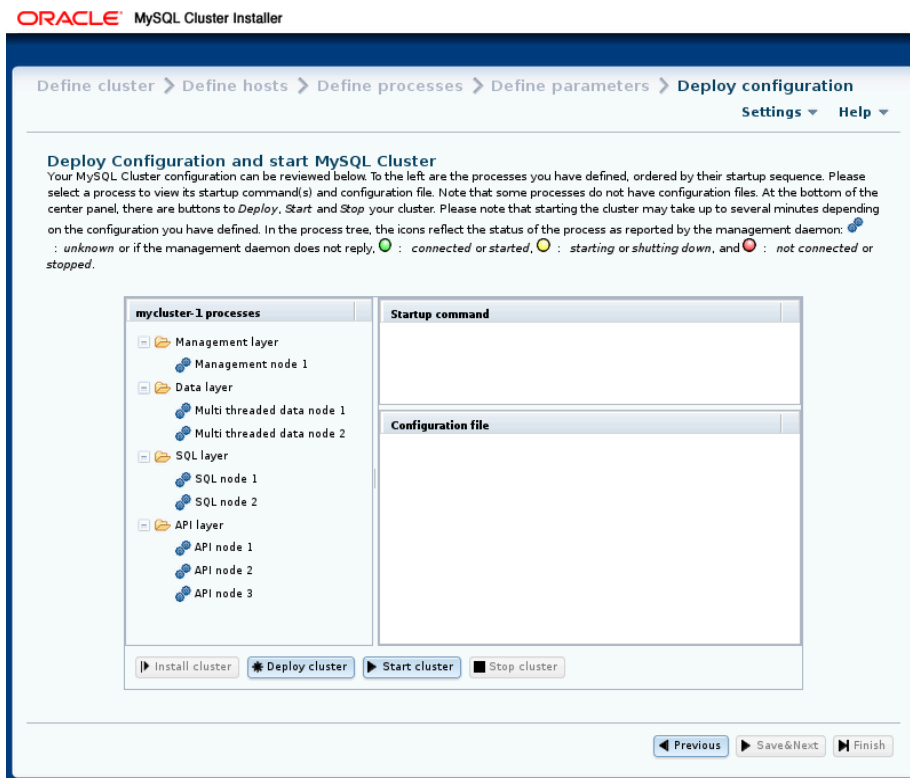 ORACLE® MySQL Cluster Installer
Define cluster > Define hosts > Define processes > Define parameters > Deploy configuration
Settings Help
Deploy Configuration and start MySQL Cluster
Your MySQL Cluster configuration can be reviewed below. To the left are the processes you have defined, ordered by their startup sequence. Please
select a process to view its startup command(s) and configuration file. Note that some processes do not have configuration files. At the bottom of the
center panel, there are buttons to Deploy, Start and Stop your cluster. Please note that starting the cluster may take up to several minutes depending
on the configuration you have defined. In the process tree, the icons reflect the status of the process as reported by the management daemon:
: unknown or if the management daemon does not reply, : connected or started, : starting or shutting down, and : not connected or
stopped.
mycluster-1 processes
Management layer
Management node 1
Data layer
Multi threaded data node 1
Multi threaded data node 2
SQL layer
SQL node 1
SQL node 2
API layer
API node 1
API node 2
API node 3
Startup command
Configuration file
Install cluster Deploy cluster Start cluster Stop cluster
Previous Save&Next Finish